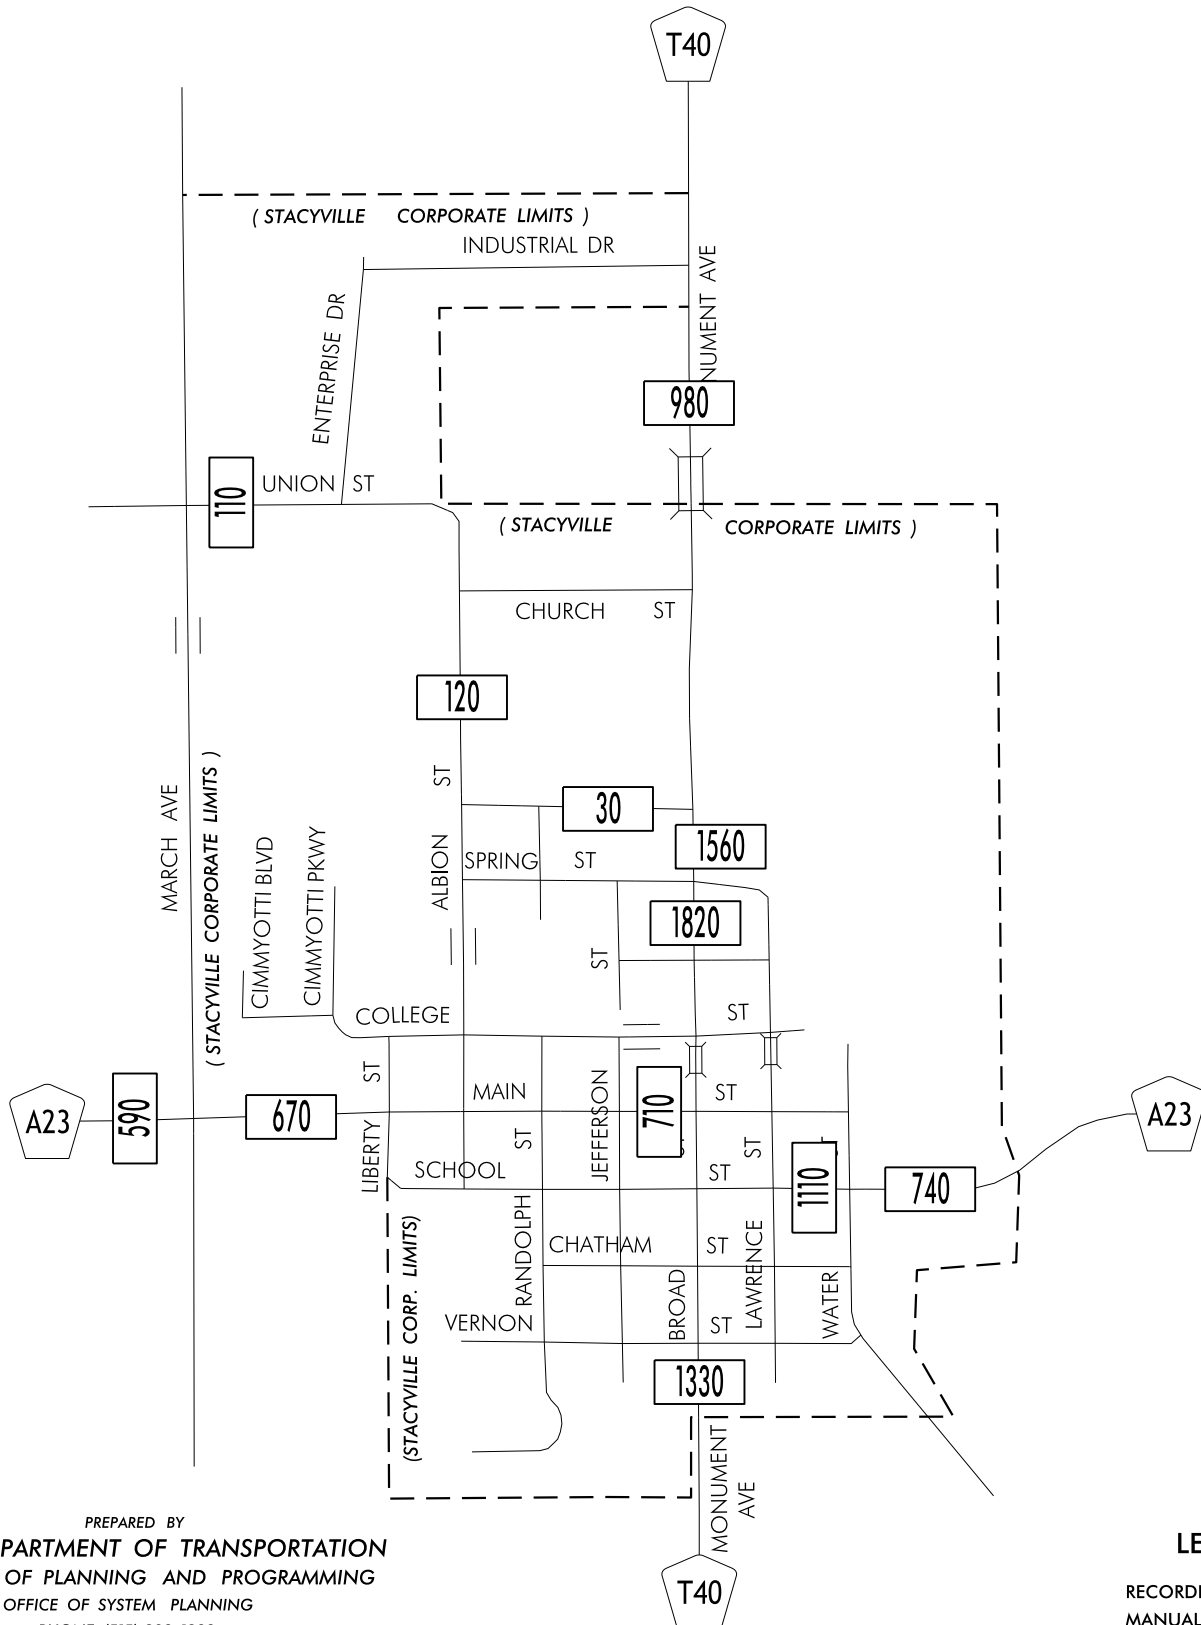 T40
( STACYVILLE CORPORATE LIMITS )
INDUSTRIAL DR
NUMENT AVE
ENTERPRISE DR
980
110
UNION ST
( STACYVILLE CORPORATE LIMITS )
CHURCH ST
120
MARCH AVE
( STACYVILLE CORPORATE LIMITS )
ALBION ST
30
1560
SPRING ST
CIMMYOTTI BLVD
CIMMYOTTI PKWY
1820
ST
COLLEGE ST
LIBERTY ST
MAIN ST
JEFFERSON
710
A23
590
670
A23
SCHOOL ST
RANDOLPH ST
1110
740
(STACYVILLE CORP. LIMITS)
CHATHAM ST
BROAD
LAWRENCE ST
WATER
VERNON ST
1330
MONUMENT
AVE
T40
PREPARED BY
PARTMENT OF TRANSPORTATION
OF PLANNING AND PROGRAMMING
OFFICE OF SYSTEM PLANNING
LE
RECORDI
MANUAL